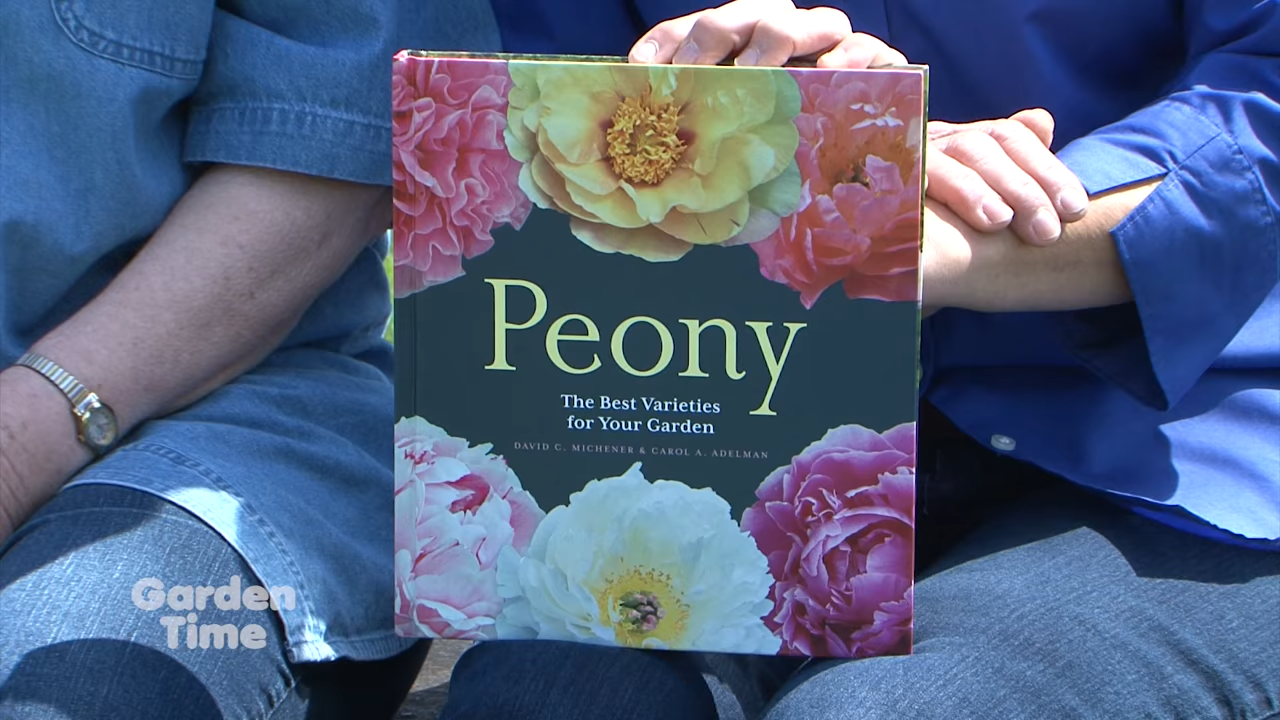 Peony
The Best Varieties
for Your Garden
DAVID C. MICHENER & CAROL A. ADELMAN
Garden
Time